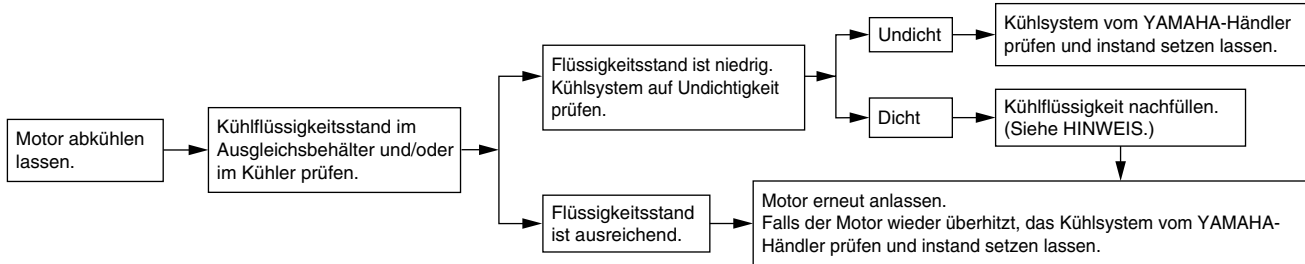 Motor abkühlen
lassen.
Kühlflüssigkeitsstand im
Ausgleichsbehälter und/oder
im Kühler prüfen.
Flüssigkeitsstand ist niedrig.
Kühlsystem auf Undichtigkeit
prüfen.
Undicht
Kühlsystem vom YAMAHA-Händler
prüfen und instand setzen lassen.
Dicht
Kühlflüssigkeit nachfüllen.
(Siehe HINWEIS.)
Flüssigkeitsstand
ist ausreichend.
Motor erneut anlassen.
Falls der Motor wieder überhitzt, das Kühlsystem vom YAMAHA-
Händler prüfen und instand setzen lassen.